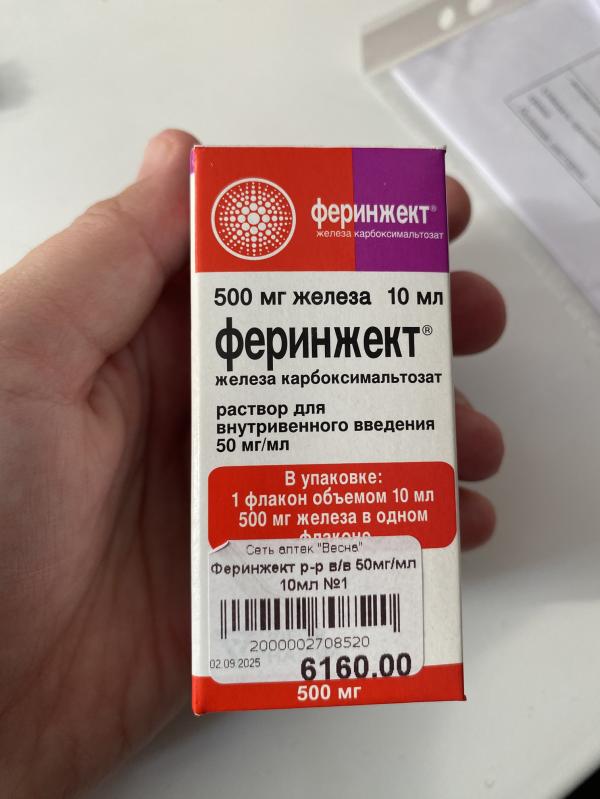 феринжект®
железа карбоксимальтозат
500 мг железа 10 мл
феринжект®
железа карбоксимальтозат
раствор для
внутривенного введения
50 мг/мл
В упаковке:
1 флакон объемом 10 мл
500 мг железа в одном
флаконе
Сеть аптек "Весна"
Феринжект р-р в/в 50мг/мл
10мл №1
2000002708520
02.09.2025
6160.00
500 мг